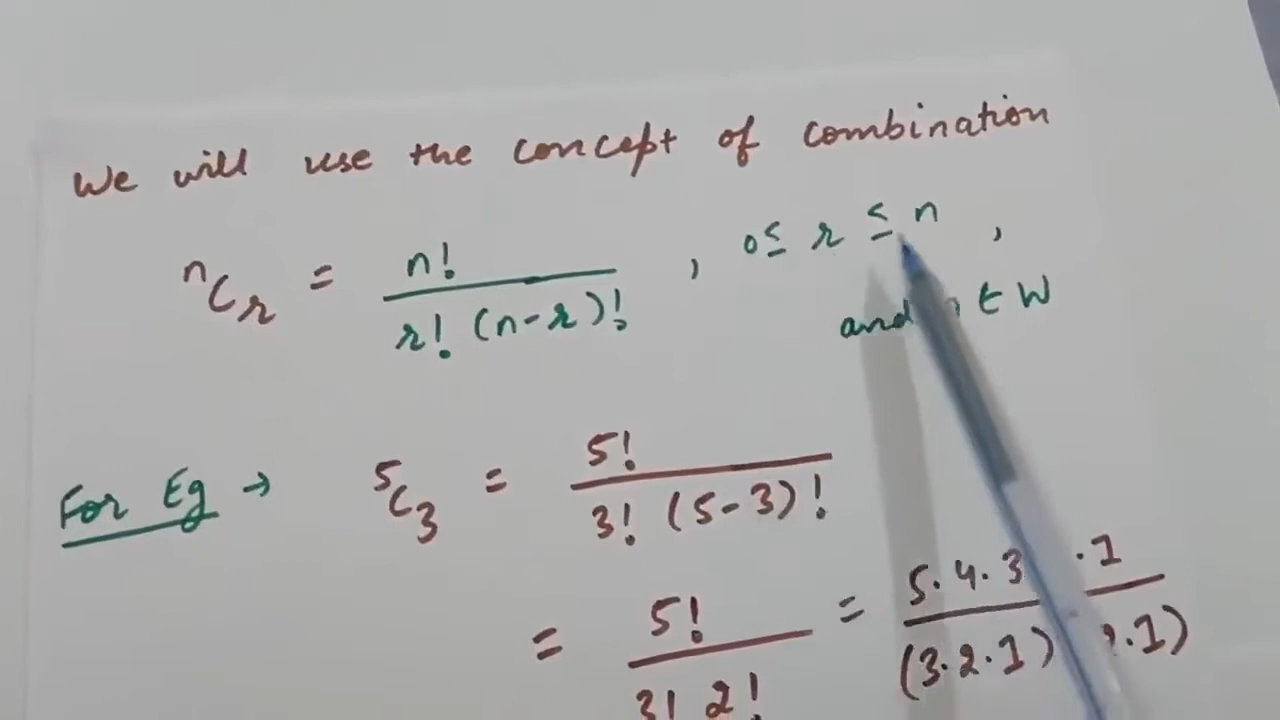 We will use the concept of combination
ⁿCᵣ = n! / r! (n-r)! , 0 ≤ r ≤ n ,
and ∈ W
For Eg → ⁵C₃ = 5! / 3! (5-3)!
= 5! / 3! 2! = 5.4.3 .1 / (3.2.1) .1)